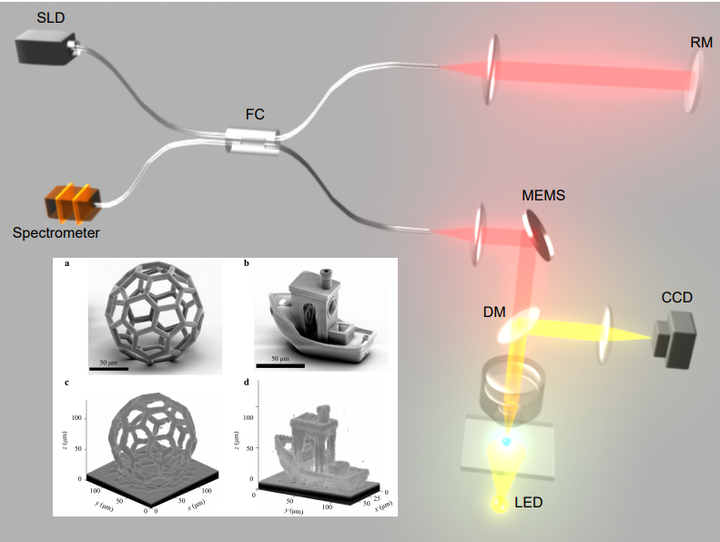 SLD
RM
FC
MEMS
Spectrometer
DM
CCD
LED
a
b
50 μm
50 μm
c
d
z (μm)
100
50
0
100
50
0
y (μm)
0
50
100
x (μm)
z (μm)
100
50
0
0
50
100
y (μm)
0
25
50
x (μm)